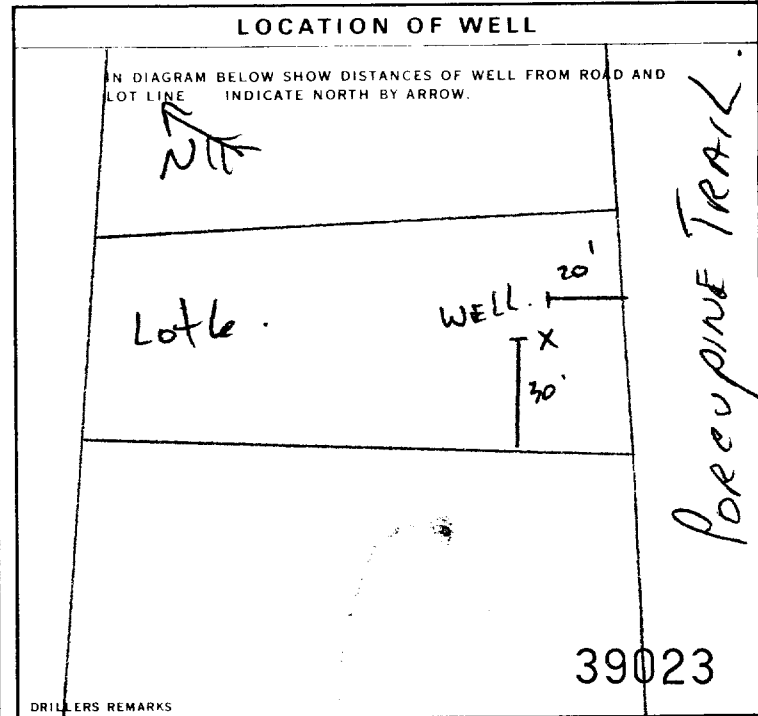 LOCATION OF WELL
IN DIAGRAM BELOW SHOW DISTANCES OF WELL FROM ROAD AND
LOT LINE INDICATE NORTH BY ARROW.
N
20'
WELL.
X
30'
PORCUPINE TRAIL.
39023
DRILLERS REMARKS